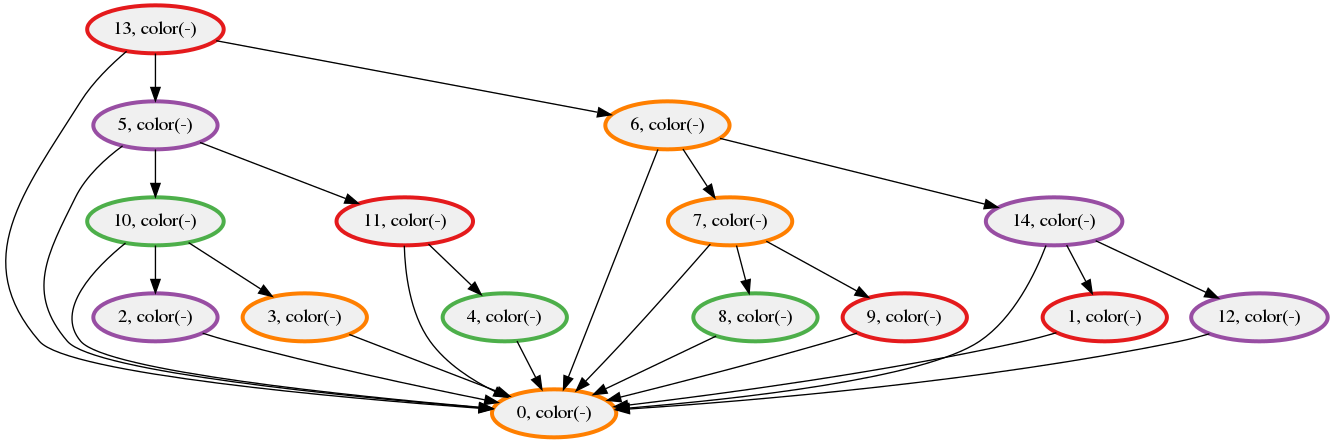 13, color(-)
5, color(-)
6, color(-)
10, color(-)
11, color(-)
7, color(-)
14, color(-)
2, color(-)
3, color(-)
4, color(-)
8, color(-)
9, color(-)
1, color(-)
12, color(-)
0, color(-)